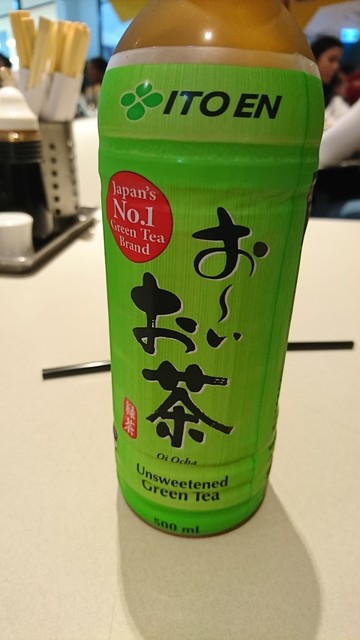 ITO EN
Japan's
No.1
Green Tea
Brand
お～い
お茶
緑茶
Oi Ocha
Unsweetened
Green Tea
500 ml